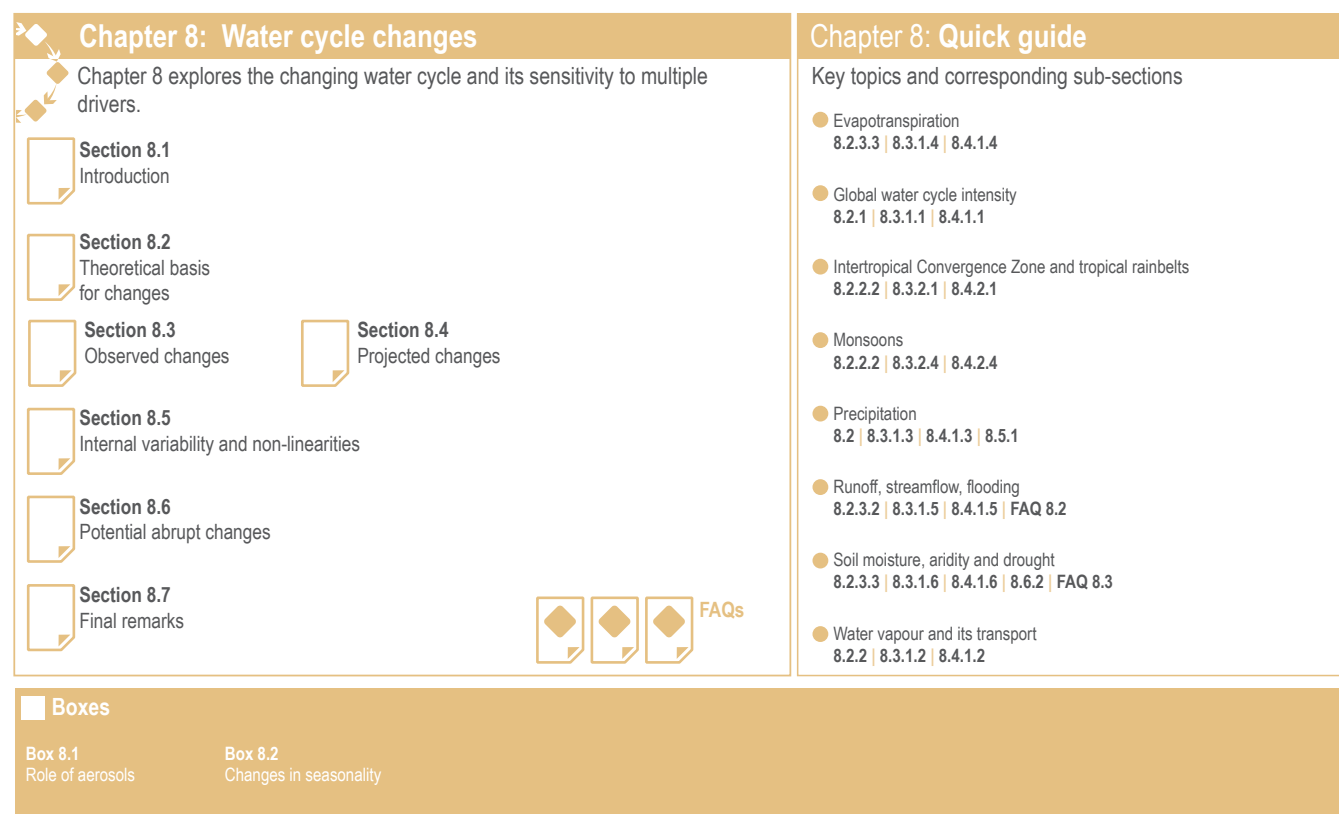 Chapter 8: Water cycle changes
Chapter 8 explores the changing water cycle and its sensitivity to multiple
drivers.
Section 8.1
Introduction
Section 8.2
Theoretical basis
for changes
Section 8.3
Observed changes
Section 8.4
Projected changes
Section 8.5
Internal variability and non-linearities
Section 8.6
Potential abrupt changes
Section 8.7
Final remarks
FAQs
Chapter 8: Quick guide
Key topics and corresponding sub-sections
Evapotranspiration
8.2.3.3 | 8.3.1.4 | 8.4.1.4
Global water cycle intensity
8.2.1 | 8.3.1.1 | 8.4.1.1
Intertropical Convergence Zone and tropical rainbelts
8.2.2.2 | 8.3.2.1 | 8.4.2.1
Monsoons
8.2.2.2 | 8.3.2.4 | 8.4.2.4
Precipitation
8.2 | 8.3.1.3 | 8.4.1.3 | 8.5.1
Runoff, streamflow, flooding
8.2.3.2 | 8.3.1.5 | 8.4.1.5 | FAQ 8.2
Soil moisture, aridity and drought
8.2.3.3 | 8.3.1.6 | 8.4.1.6 | 8.6.2 | FAQ 8.3
Water vapour and its transport
8.2.2 | 8.3.1.2 | 8.4.1.2
Boxes
Box 8.1
Role of aerosols
Box 8.2
Changes in seasonality